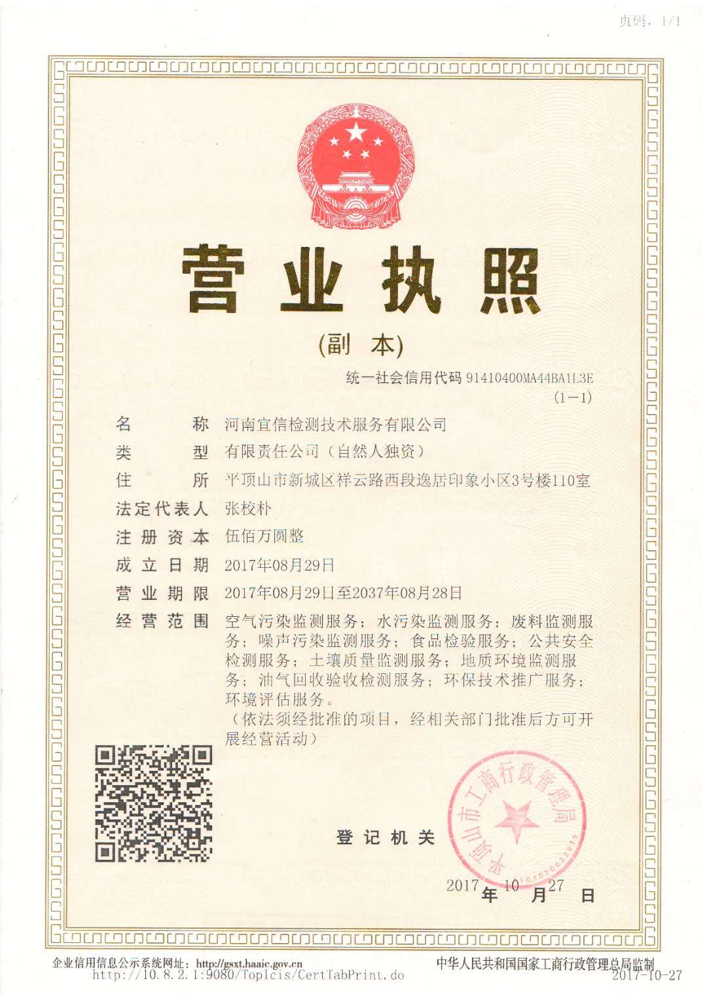 页码, 1/1
营业执照
(副 本)
统一社会信用代码 91410400MA44BA1L3E
(1-1)
名称 河南宜信检测技术服务有限公司
类型 有限责任公司（自然人独资）
住所 平顶山市新城区祥云路西段逸居印象小区3号楼110室
法定代表人 张校朴
注册资本 伍佰万圆整
成立日期 2017年08月29日
营业期限 2017年08月29日至2037年08月28日
经营范围 空气污染监测服务；水污染监测服务；废料监测服
务；噪声污染监测服务；食品检验服务；公共安全
检测服务；土壤质量监测服务；地质环境监测服
务；油气回收验收检测服务；环保技术推广服务；
环境评估服务。
（依法须经批准的项目，经相关部门批准后方可开
展经营活动）
平顶山市工商行政管理局
登记机关
2017年10月27日
企业信用信息公示系统网址：http://gsxt.haaic.gov.cn
中华人民共和国国家工商行政管理总局监制
http://10.8.2.1:9080/TopIcis/CertTabPrint.do
2017-10-27